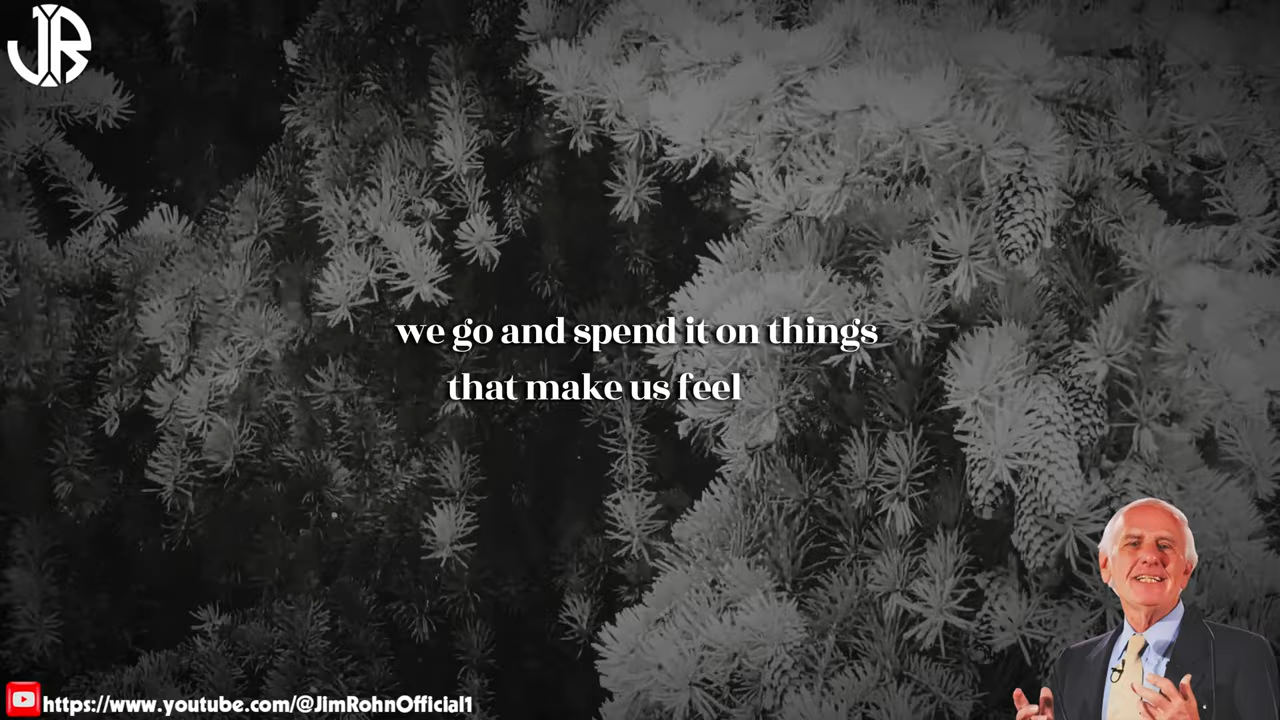 JR
we go and spend it on things
that make us feel
https://www.youtube.com/@JimRohnOfficial1